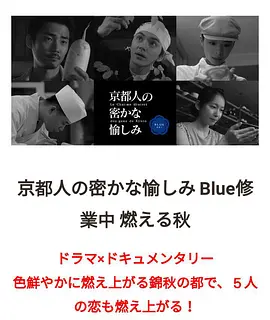 京都人の
密かな
愉しみ
京都人の密かな愉しみ Blue修
業中 燃える秋
ドラマ×ドキュメンタリー
色鮮やかに燃え上がる錦秋の都で、５人
の恋も燃え上がる！